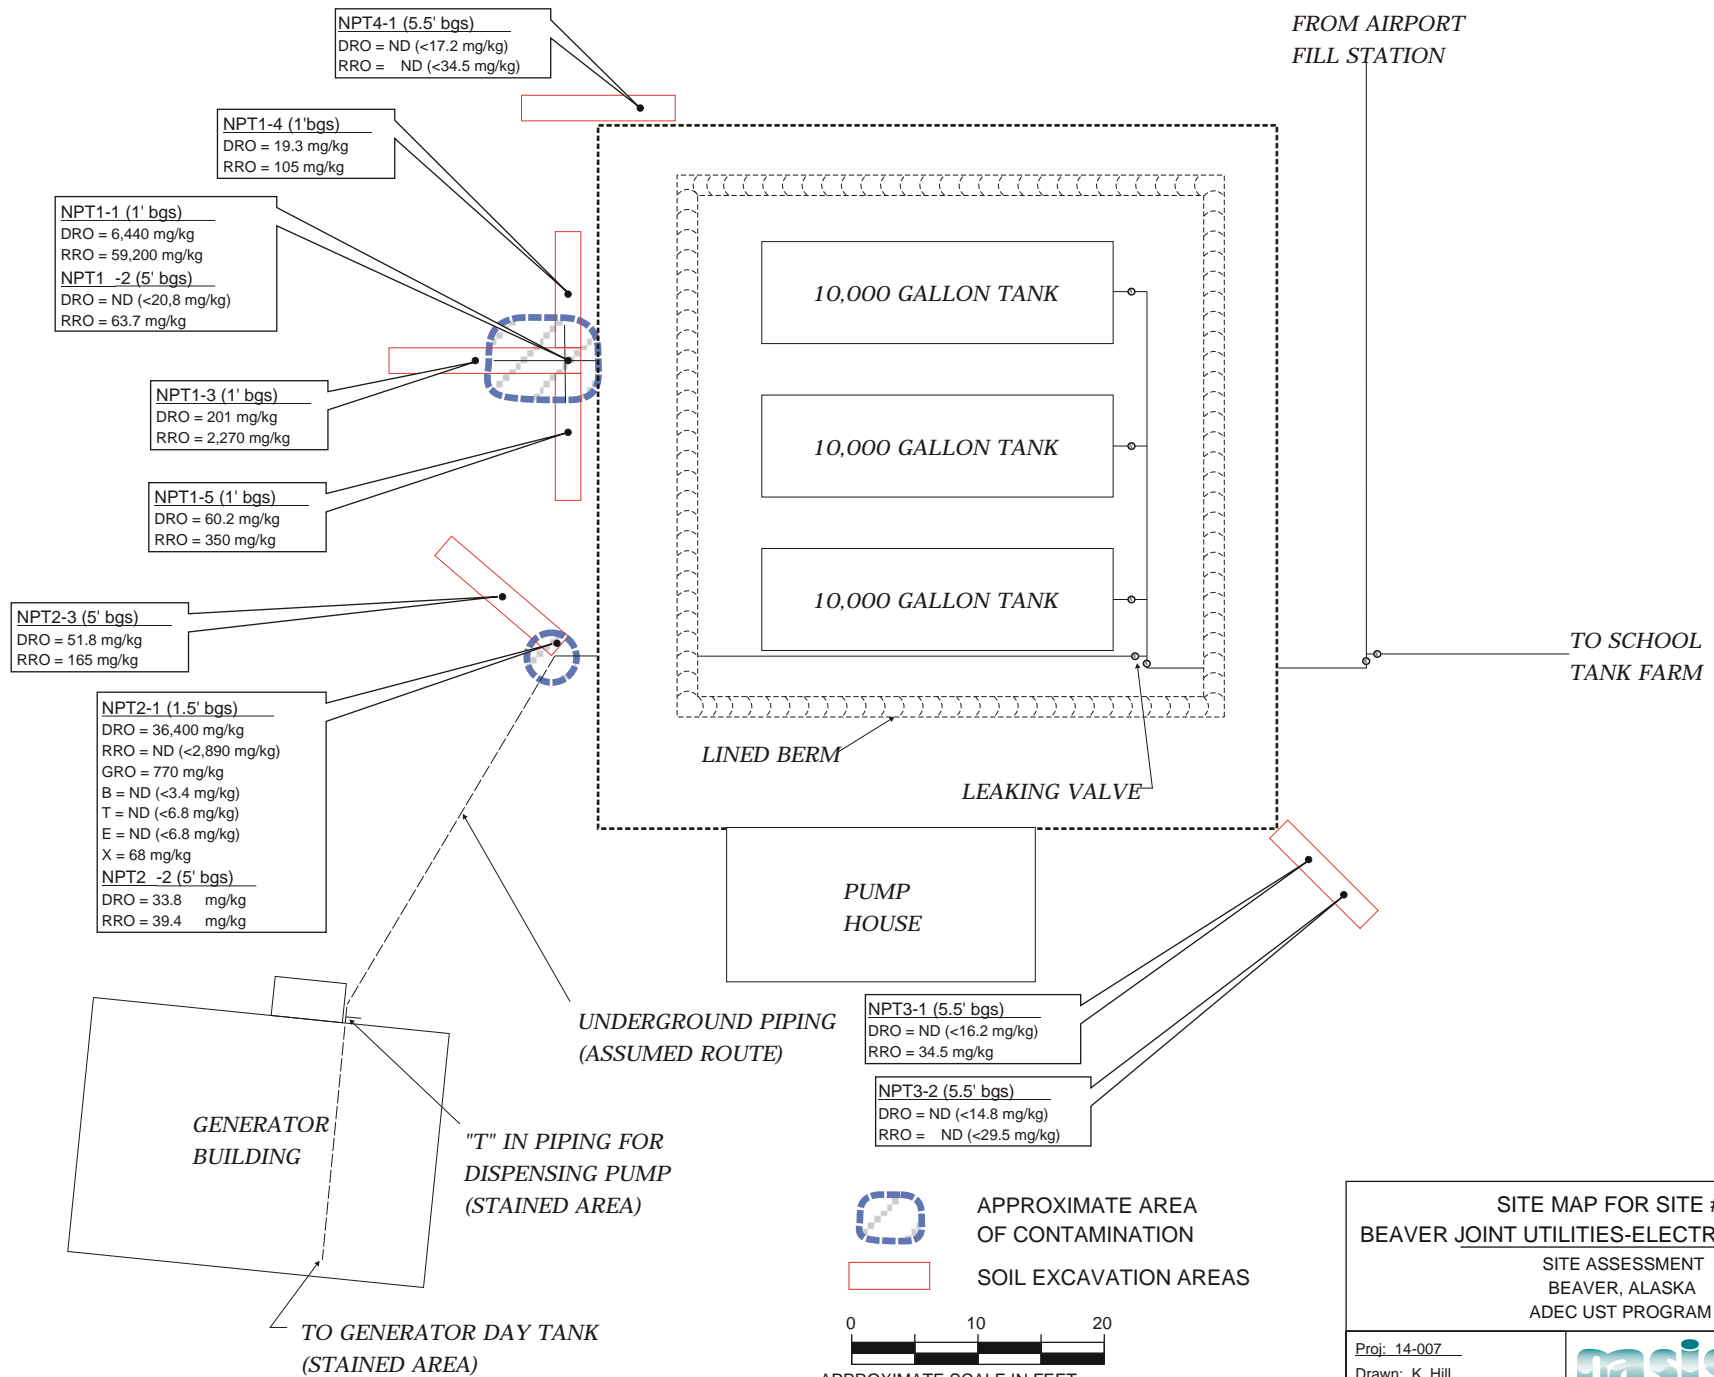 NPT4-1 (5.5' bgs)
DRO = ND (<17.2 mg/kg)
RRO = ND (<34.5 mg/kg)
FROM AIRPORT
FILL STATION
NPT1-4 (1'bgs)
DRO = 19.3 mg/kg
RRO = 105 mg/kg
NPT1-1 (1' bgs)
DRO = 6,440 mg/kg
RRO = 59,200 mg/kg
NPT1 -2 (5' bgs)
DRO = ND (<20,8 mg/kg)
RRO = 63.7 mg/kg
NPT1-3 (1' bgs)
DRO = 201 mg/kg
RRO = 2,270 mg/kg
NPT1-5 (1' bgs)
DRO = 60.2 mg/kg
RRO = 350 mg/kg
10,000 GALLON TANK
10,000 GALLON TANK
10,000 GALLON TANK
NPT2-3 (5' bgs)
DRO = 51.8 mg/kg
RRO = 165 mg/kg
TO SCHOOL
TANK FARM
NPT2-1 (1.5' bgs)
DRO = 36,400 mg/kg
RRO = ND (<2,890 mg/kg)
GRO = 770 mg/kg
B = ND (<3.4 mg/kg)
T = ND (<6.8 mg/kg)
E = ND (<6.8 mg/kg)
X = 68 mg/kg
NPT2 -2 (5' bgs)
DRO = 33.8 mg/kg
RRO = 39.4 mg/kg
LINED BERM
LEAKING VALVE
PUMP
HOUSE
UNDERGROUND PIPING
(ASSUMED ROUTE)
NPT3-1 (5.5' bgs)
DRO = ND (<16.2 mg/kg)
RRO = 34.5 mg/kg
NPT3-2 (5.5' bgs)
DRO = ND (<14.8 mg/kg)
RRO = ND (<29.5 mg/kg)
GENERATOR
BUILDING
"T" IN PIPING FOR
DISPENSING PUMP
(STAINED AREA)
TO GENERATOR DAY TANK
(STAINED AREA)
APPROXIMATE AREA
OF CONTAMINATION
SOIL EXCAVATION AREAS
0 10 20
APPROXIMATE SCALE IN FEET
SITE MAP FOR SITE #
BEAVER JOINT UTILITIES-ELECTR
SITE ASSESSMENT
BEAVER, ALASKA
ADEC UST PROGRAM
Proj: 14-007
Drawn: K. Hill